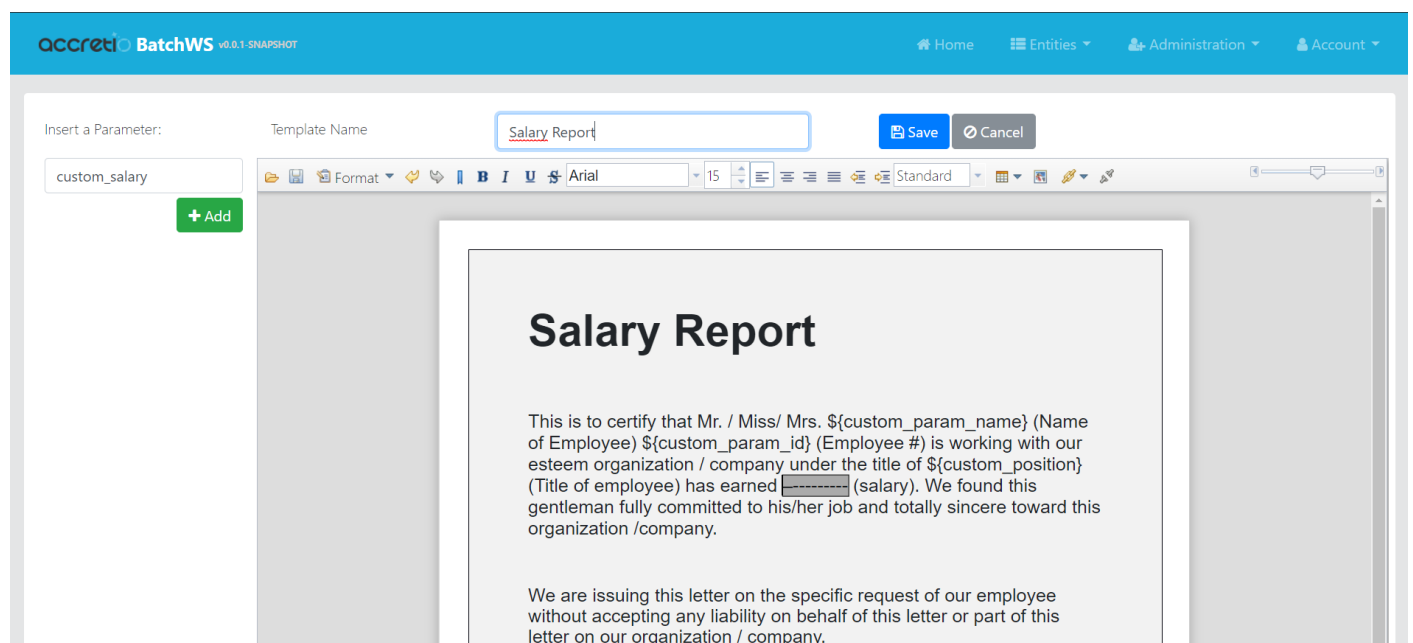 accretio BatchWS v0.0.1-SNAPSHOT
Home
Entities
Administration
Account
Insert a Parameter:
custom_salary
Add
Template Name
Salary Report
Save
Cancel
Format
B I U S Arial 15 Standard
Salary Report
This is to certify that Mr. / Miss/ Mrs. ${custom_param_name} (Name
of Employee) ${custom_param_id} (Employee #) is working with our
esteem organization / company under the title of ${custom_position}
(Title of employee) has earned –--------- (salary). We found this
gentleman fully committed to his/her job and totally sincere toward this
organization /company.
We are issuing this letter on the specific request of our employee
without accepting any liability on behalf of this letter or part of this
letter on our organization / company.